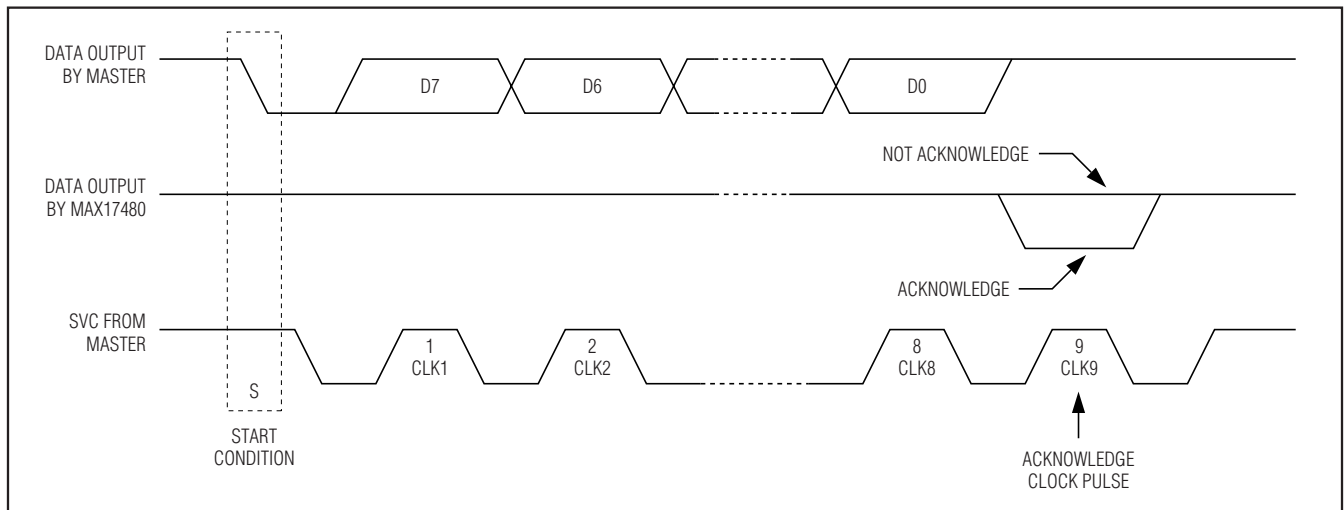 DATA OUTPUT
BY MASTER
D7
D6
D0
NOT ACKNOWLEDGE
DATA OUTPUT
BY MAX17480
ACKNOWLEDGE
SVC FROM
MASTER
1
CLK1
2
CLK2
8
CLK8
9
CLK9
S
START
CONDITION
ACKNOWLEDGE
CLOCK PULSE